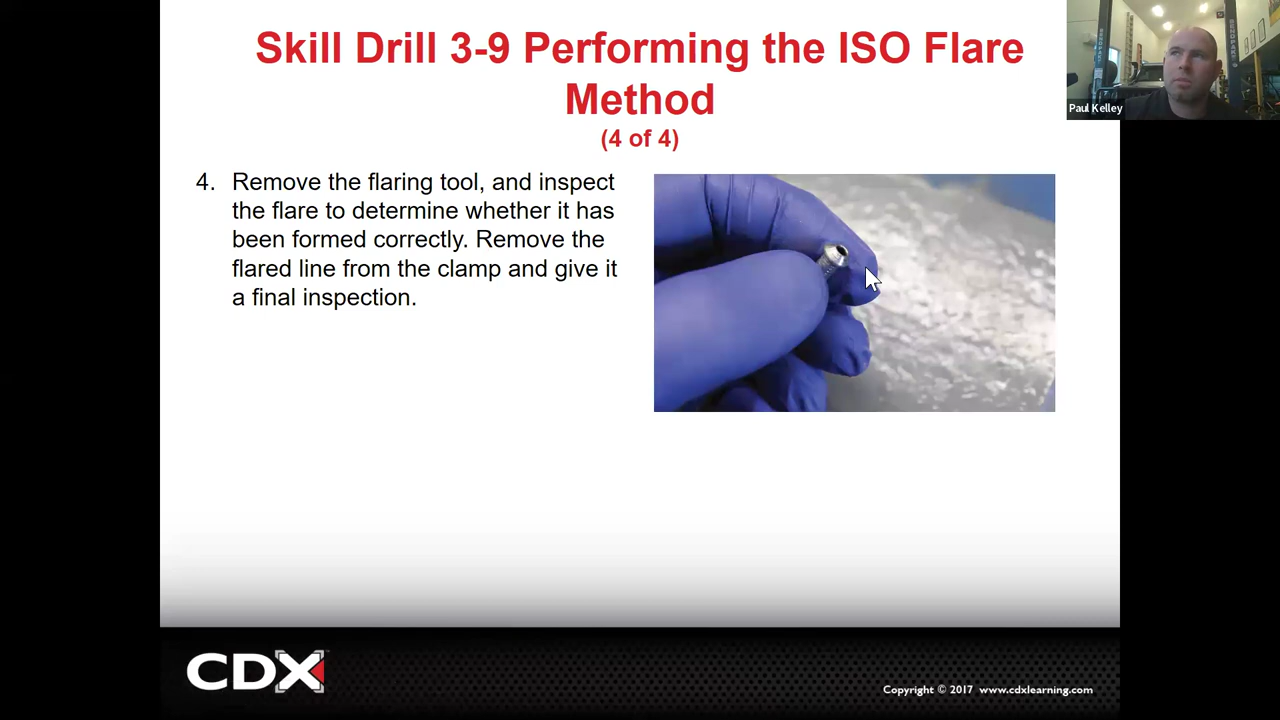 Skill Drill 3-9 Performing the ISO Flare
Method
(4 of 4)
4. Remove the flaring tool, and inspect
the flare to determine whether it has
been formed correctly. Remove the
flared line from the clamp and give it
a final inspection.
Paul Kelley
CDX
Copyright © 2017 www.cdxlearning.com